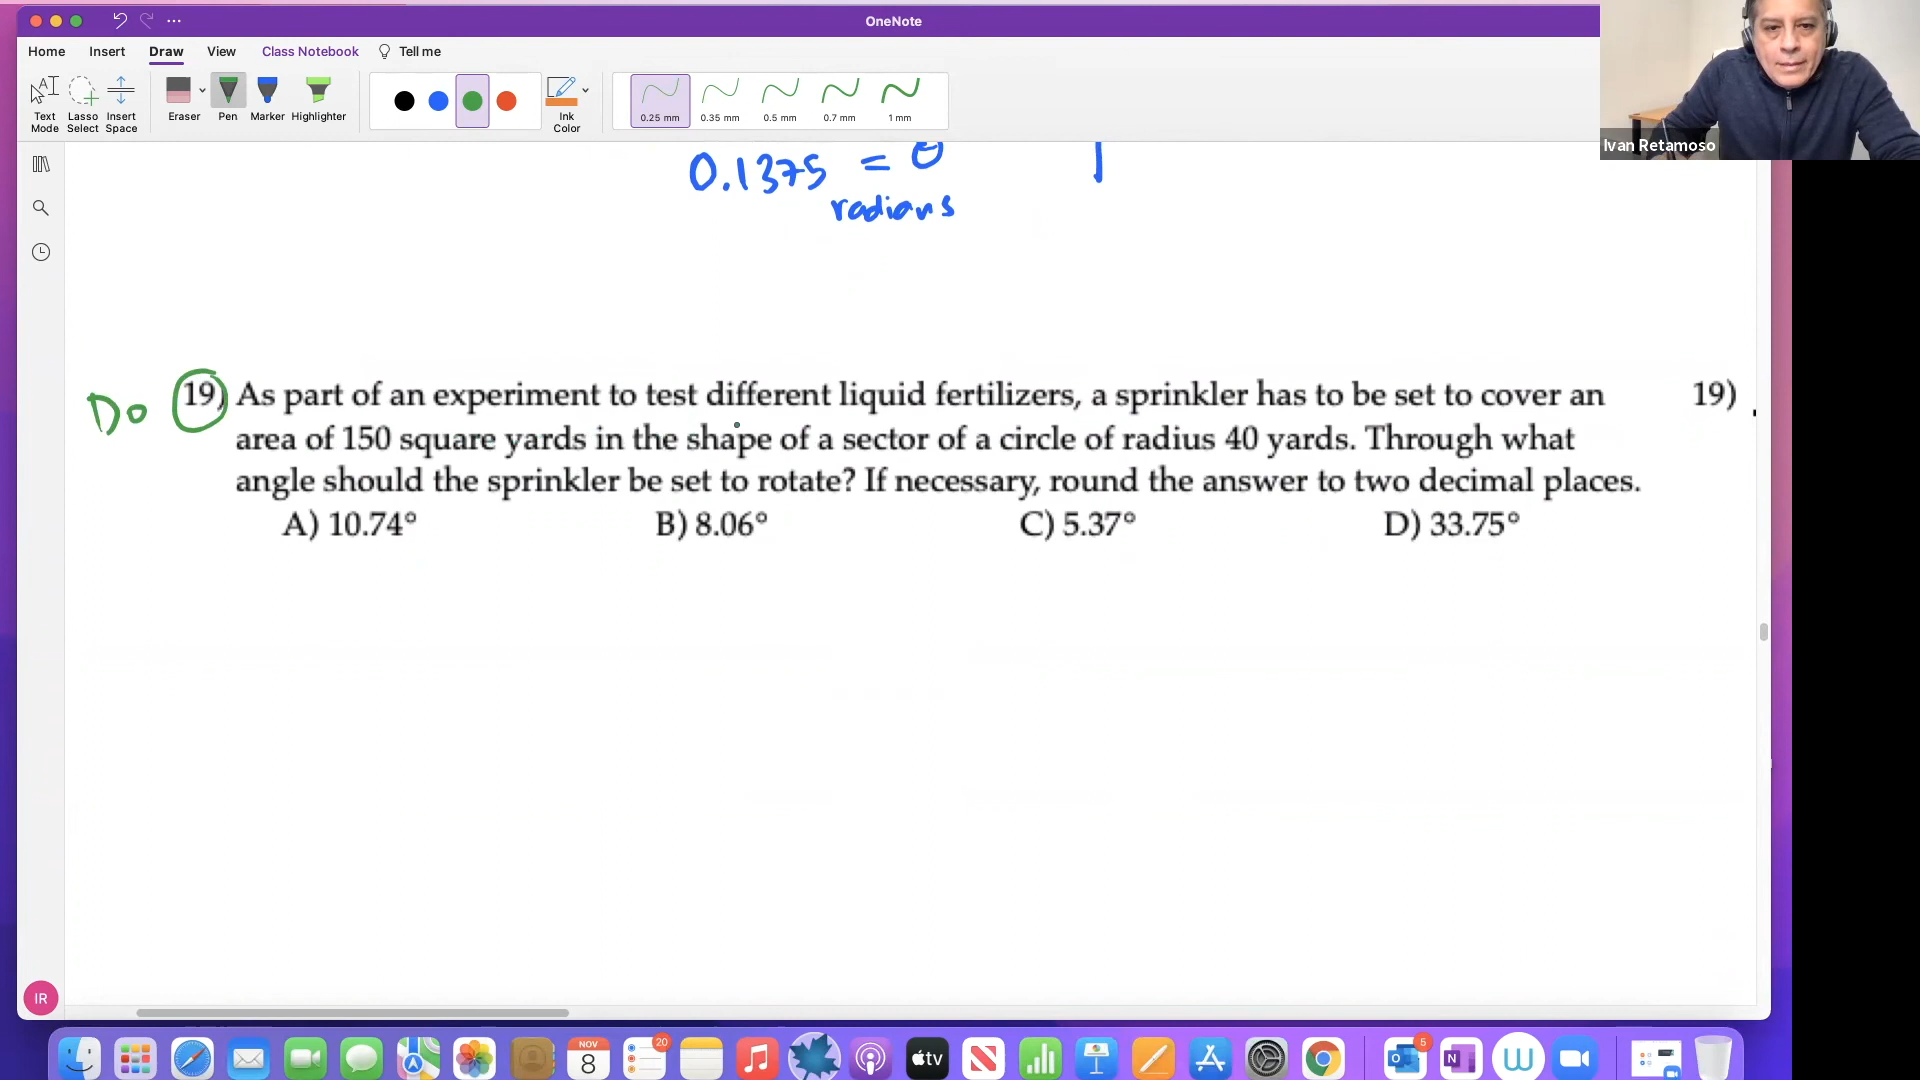 OneNote
Home Insert Draw View Class Notebook Tell me
Text Mode
Lasso Select
Insert Space
Eraser
Pen
Marker
Highlighter
Ink Color
0.25 mm
0.35 mm
0.5 mm
0.7 mm
1 mm
Ivan Retamoso
0.1375 = θ
radians
Do 19) As part of an experiment to test different liquid fertilizers, a sprinkler has to be set to cover an 19)
area of 150 square yards in the shape of a sector of a circle of radius 40 yards. Through what
angle should the sprinkler be set to rotate? If necessary, round the answer to two decimal places.
A) 10.74° B) 8.06° C) 5.37° D) 33.75°
IR
NOV
8
20
tv
5